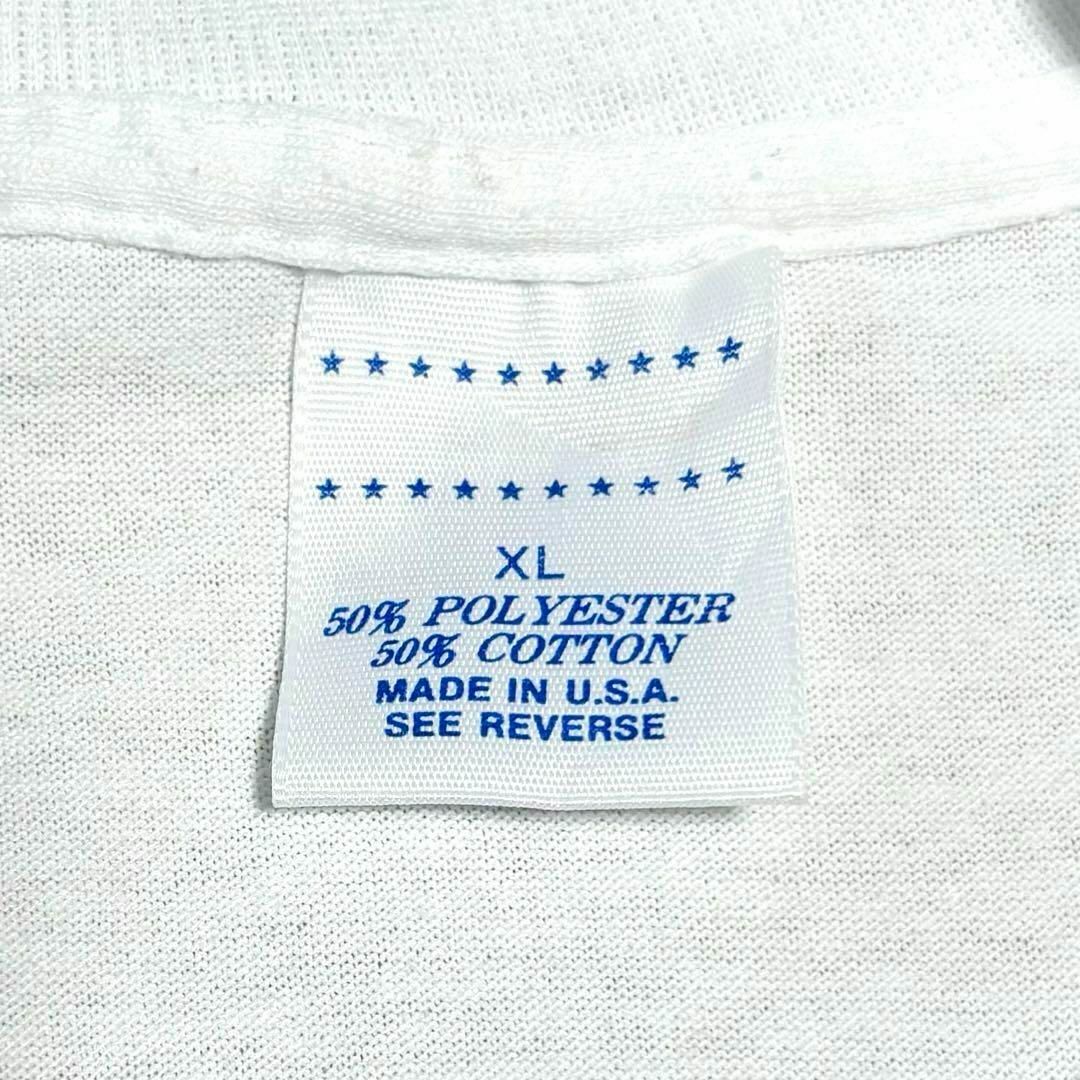 XL
50% POLYESTER
50% COTTON
MADE IN U.S.A.
SEE REVERSE